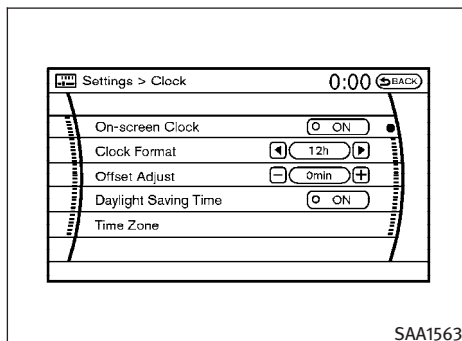 Settings > Clock 0:00 BACK
On-screen Clock ON
Clock Format 12h
Offset Adjust 0min
Daylight Saving Time ON
Time Zone
SAA1563